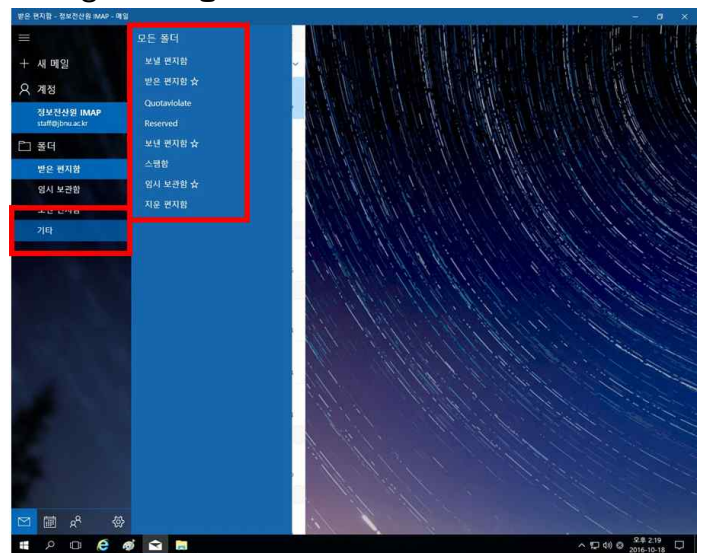 받은 편지함 - 정보전산원 IMAP - 메일
새 메일
계정
정보전산원 IMAP
staff@jbnu.ac.kr
폴더
받은 편지함
임시 보관함
기타
모든 폴더
보낼 편지함
받은 편지함 ☆
Quotaviolate
Reserved
보낸 편지함 ☆
스팸함
임시 보관함 ☆
지운 편지함
오후 2:19
2016-10-18